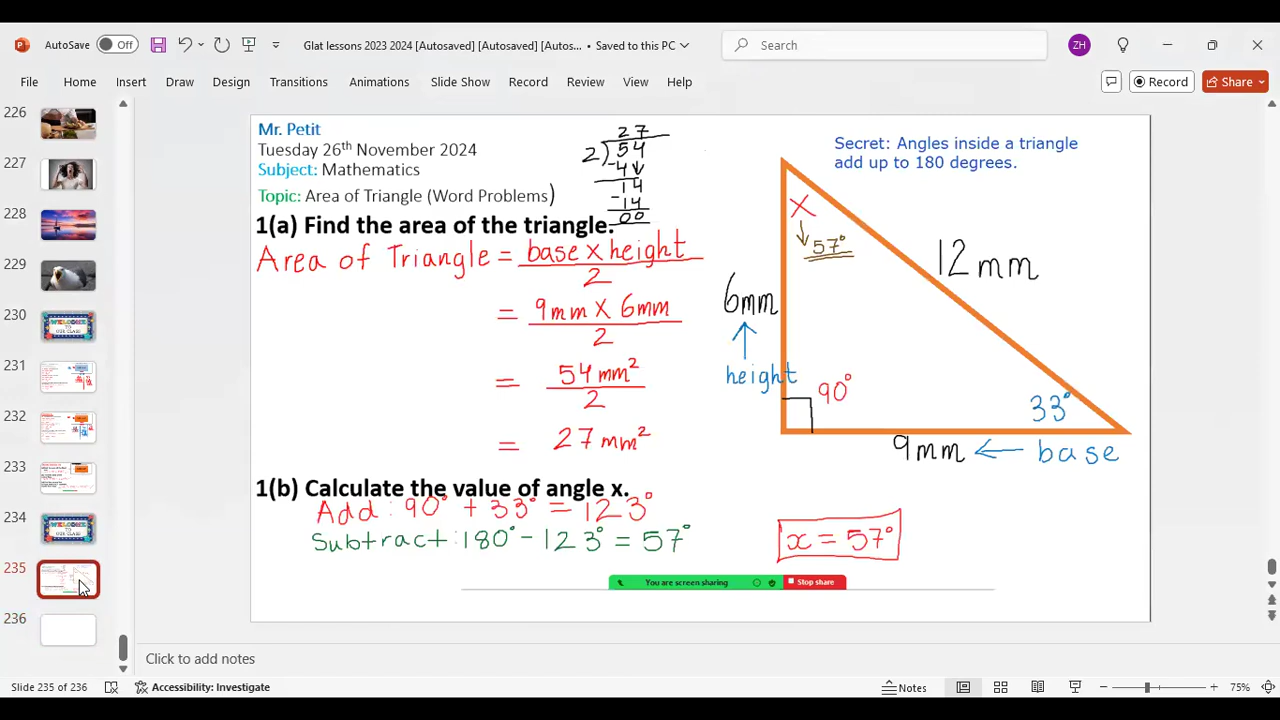 AutoSave Off Glat lessons 2023 2024 [Autosaved] [Autosaved] [Autos... • Saved to this PC Search ZH
File Home Insert Draw Design Transitions Animations Slide Show Record Review View Help Record Share
226
227
228
229
230
231
232
233
234
235
236
Mr. Petit
Tuesday 26th November 2024
Subject: Mathematics
Topic: Area of Triangle (Word Problems)
27
2 54
-4
14
-14
00
1(a) Find the area of the triangle.
Area of Triangle = base x height
2
= 9mm x 6mm
2
= 54 mm²
2
= 27 mm²
1(b) Calculate the value of angle x.
Add : 90° + 33° = 123°
Subtract : 180° - 123° = 57°
x = 57°
Secret: Angles inside a triangle
add up to 180 degrees.
x
57°
12mm
6mm
height
90°
33°
9mm ← base
You are screen sharing Stop share
Click to add notes
Slide 235 of 236 Accessibility: Investigate Notes 75%